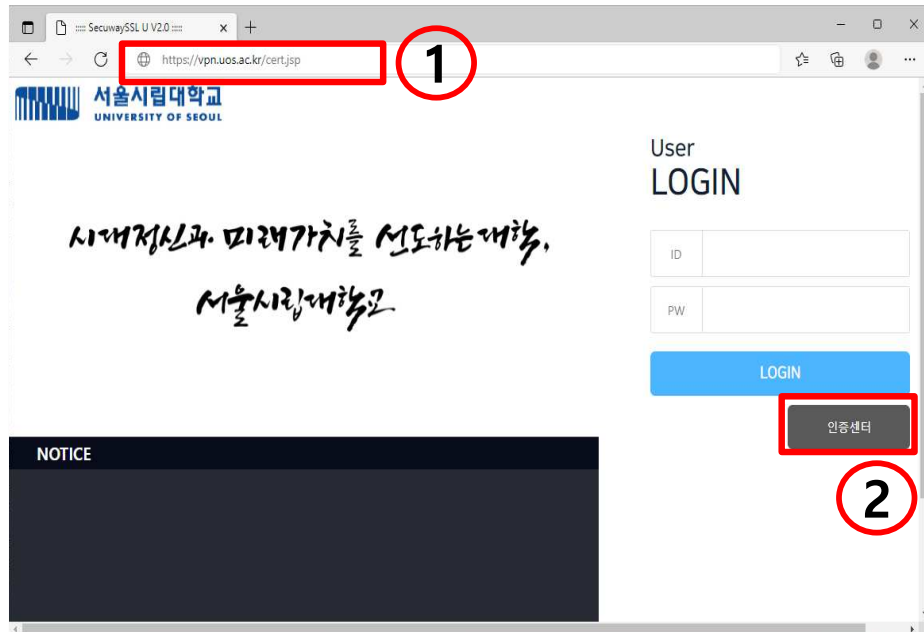 :::: SecuwaySSL U V2.0 ::::
https://vpn.uos.ac.kr/cert.jsp
1
서울시립대학교
UNIVERSITY OF SEOUL
User
LOGIN
시대정신과 미래가치를 선도하는 대학,
서울시립대학교
ID
PW
LOGIN
인증센터
2
NOTICE